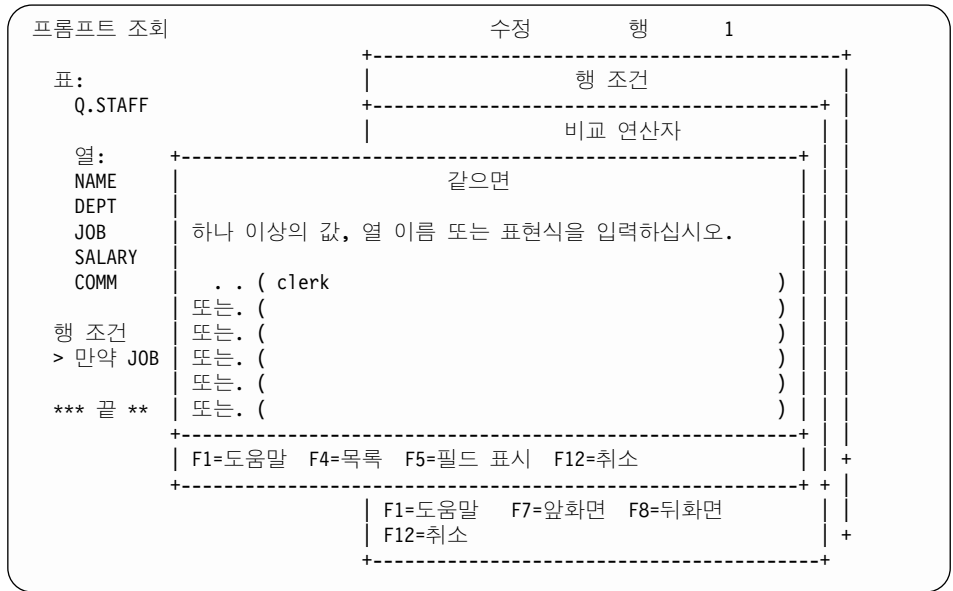 프롬프트 조회 수정 행 1
행 조건
표:
Q.STAFF
비교 연산자
열:
NAME
DEPT
JOB
SALARY
COMM
같으면
하나 이상의 값, 열 이름 또는 표현식을 입력하십시오.
. . ( clerk )
또는. ( )
또는. ( )
또는. ( )
또는. ( )
또는. ( )
행 조건
> 만약 JOB
*** 끝 **
F1=도움말 F4=목록 F5=필드 표시 F12=취소
F1=도움말 F7=앞화면 F8=뒤화면
F12=취소